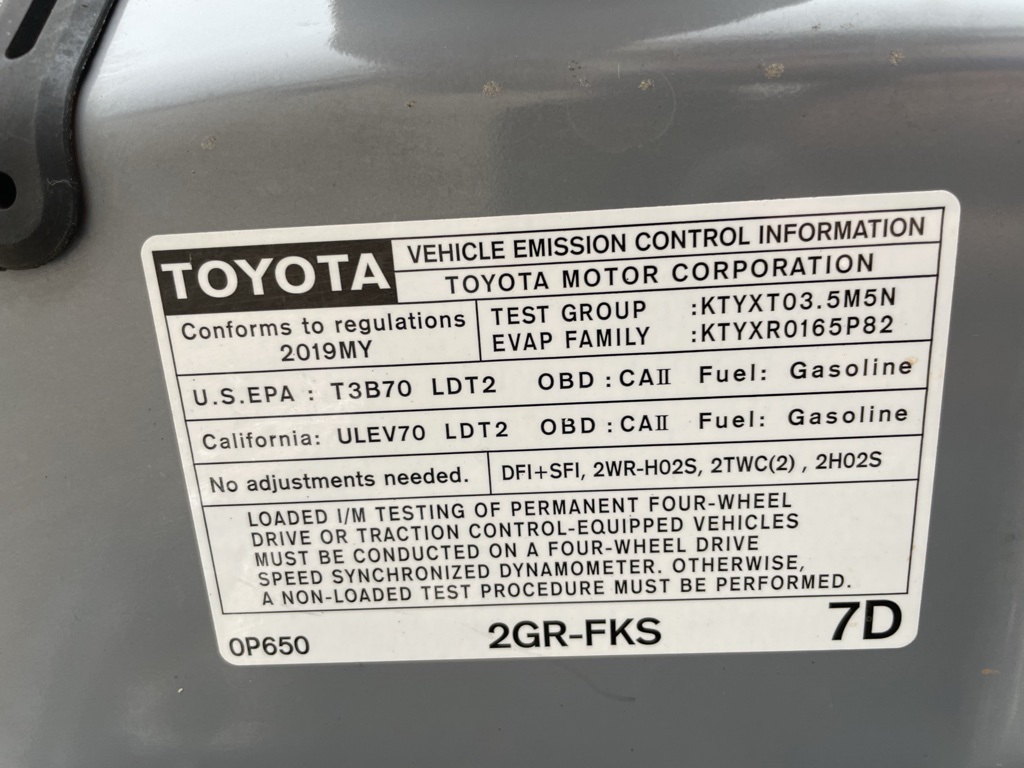 TOYOTA
VEHICLE EMISSION CONTROL INFORMATION
TOYOTA MOTOR CORPORATION
Conforms to regulations
2019MY
TEST GROUP :KTYXT03.5M5N
EVAP FAMILY :KTYXR0165P82
U.S.EPA : T3B70 LDT2 OBD : CAII Fuel: Gasoline
California: ULEV70 LDT2 OBD : CAII Fuel: Gasoline
No adjustments needed.
DFI+SFI, 2WR-HO2S, 2TWC(2) , 2HO2S
LOADED I/M TESTING OF PERMANENT FOUR-WHEEL
DRIVE OR TRACTION CONTROL-EQUIPPED VEHICLES
MUST BE CONDUCTED ON A FOUR-WHEEL DRIVE
SPEED SYNCHRONIZED DYNAMOMETER. OTHERWISE,
A NON-LOADED TEST PROCEDURE MUST BE PERFORMED.
0P650 2GR-FKS 7D